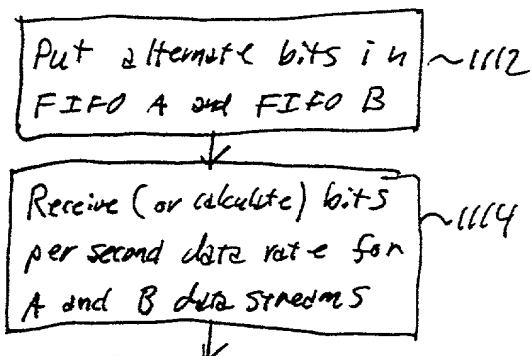 Put alternate bits in
FIFO A and FIFO B
~1112
Receive (or calculate) bits
per second data rate for
A and B data streams
~1114